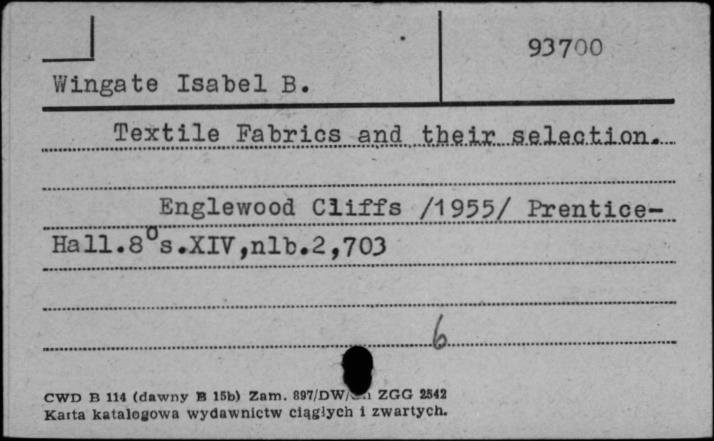 93700
Wingate Isabel B.
Textile Fabrics and their selection.
Englewood Cliffs /1955/ Prentice-
Hall.8°s.XIV,nlb.2,703
6
CWD B 114 (dawny B 15b) Zam. 897/DW/ ZGG 2542
Karta katalogowa wydawnictw ciągłych i zwartych.